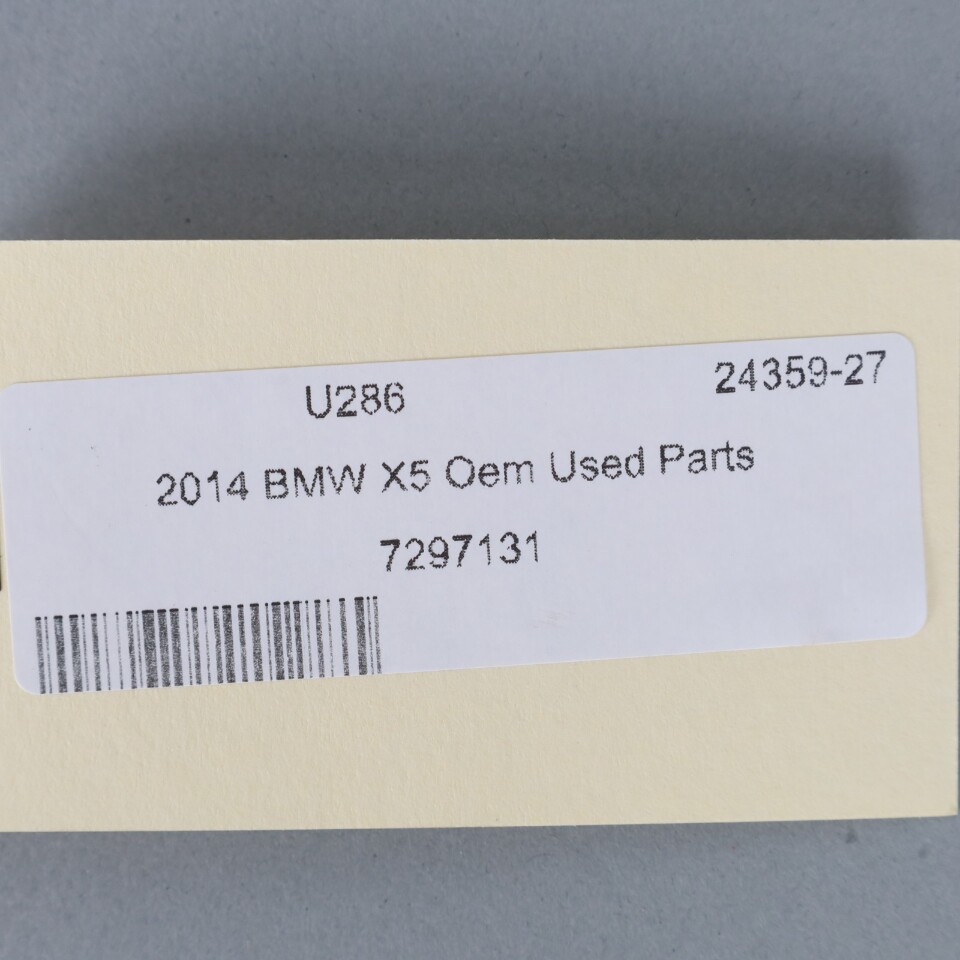 U286 24359-27
2014 BMW X5 Oem Used Parts
7297131